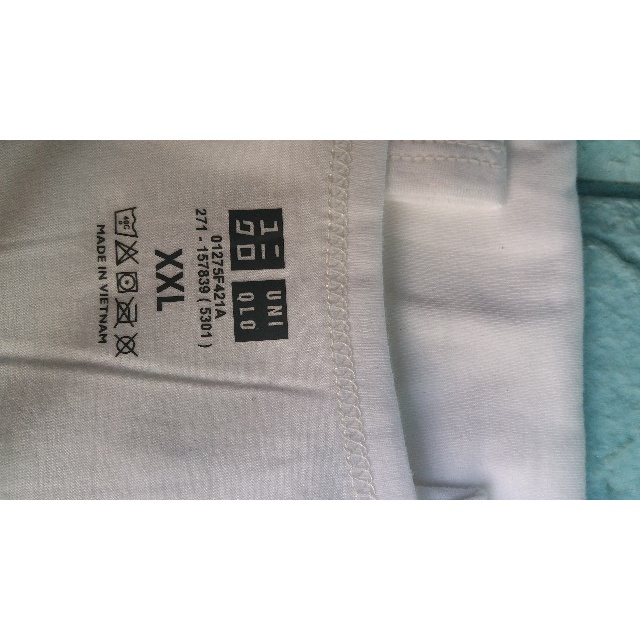 ユニ
クロ
UNI
QLO
01275F421A
271-157839 (5301)
XXL
MADE IN VIETNAM